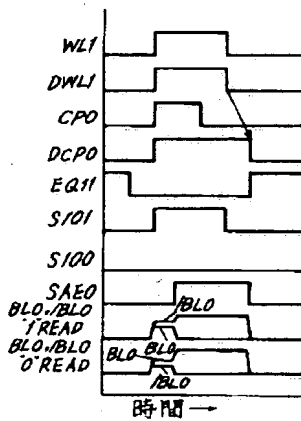 WL1
DWL1
CP0
DCP0
EQ11
S101
S100
SAE0
/BL0
BL0,/BL0
"1"READ
BL0
BL0,/BL0
BL0
"0"READ
/BL0
時間→